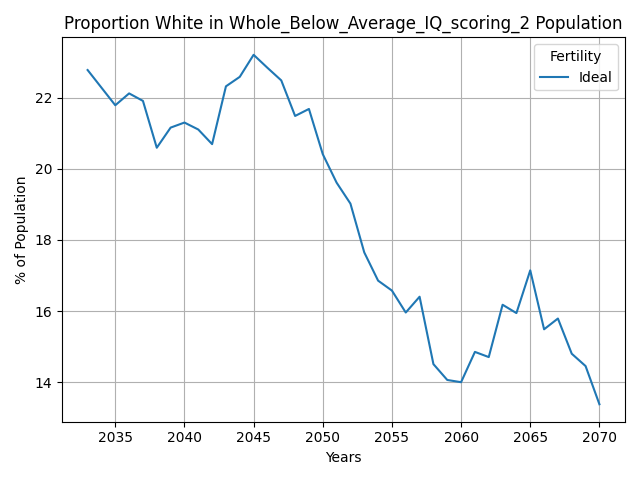 Proportion White in Whole_Below_Average_IQ_scoring_2 Population
Fertility
Ideal
% of Population
22
20
18
16
14
2035 2040 2045 2050 2055 2060 2065 2070
Years